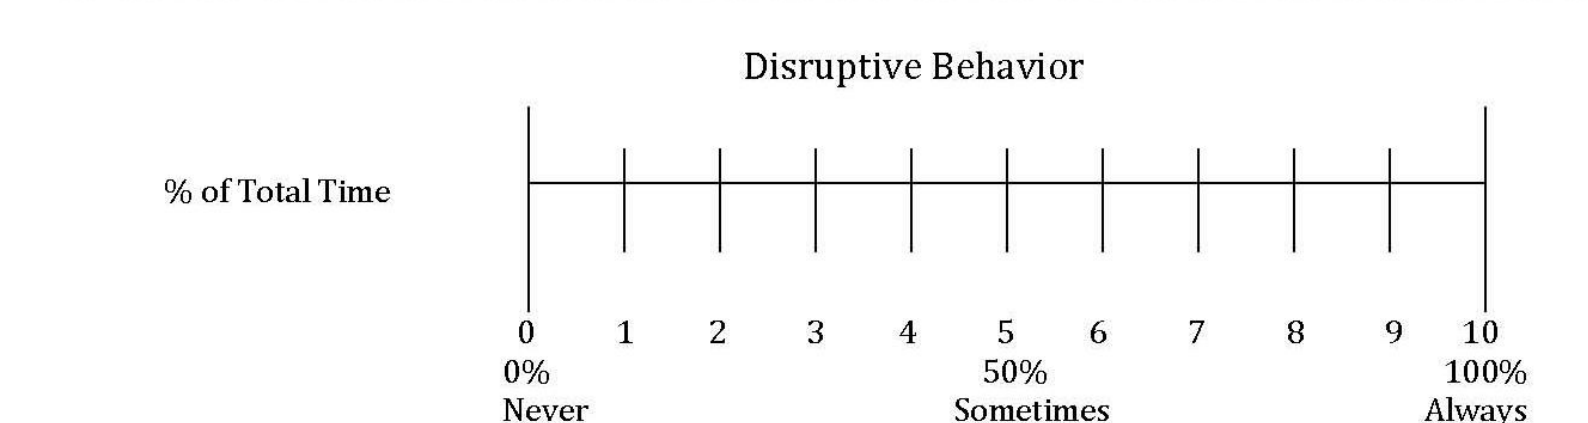 Disruptive Behavior
% of Total Time
0 1 2 3 4 5 6 7 8 9 10
0% 50% 100%
Never Sometimes Always